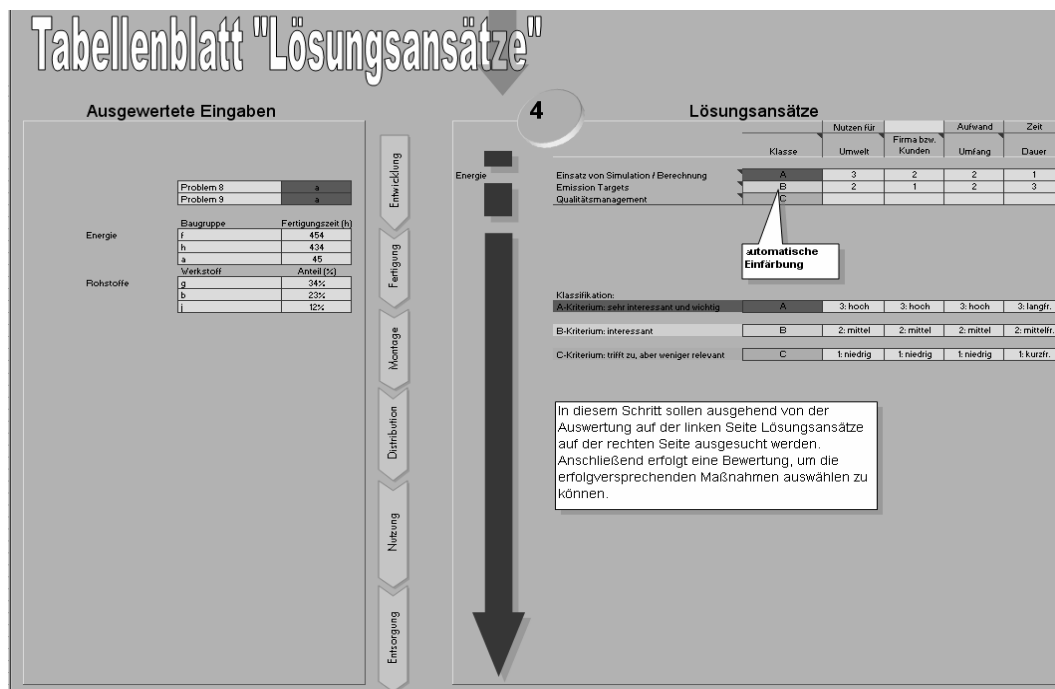 Tabellenblatt "Lösungsansätze"
Ausgewertete Eingaben
Problem 8 a
Problem 9 a
Baugruppe Fertigungszeit (h)
Energie f 454
h 434
a 45
Werkstoff Anteil (%)
Rohstoffe g 34%
b 23%
j 12%
Entwicklung
Fertigung
Montage
Distribution
Nutzung
Entsorgung
4
Lösungsansätze
Nutzen für Aufwand Zeit
Klasse Umwelt Firma bzw. Kunden Umfang Dauer
Energie
Einsatz von Simulation / Berechnung A 3 2 2 1
Emission Targets B 2 1 2 3
Qualitätsmanagement C
automatische
Einfärbung
Klassifikation:
A-Kriterium: sehr interessant und wichtig A 3: hoch 3: hoch 3: hoch 3: langfr.
B-Kriterium: interessant B 2: mittel 2: mittel 2: mittel 2: mittelfr.
C-Kriterium: trifft zu, aber weniger relevant C 1: niedrig 1: niedrig 1: niedrig 1: kurzfr.
In diesem Schritt sollen ausgehend von der
Auswertung auf der linken Seite Lösungsansätze
auf der rechten Seite ausgesucht werden.
Anschließend erfolgt eine Bewertung, um die
erfolgversprechenden Maßnahmen auswählen zu
können.